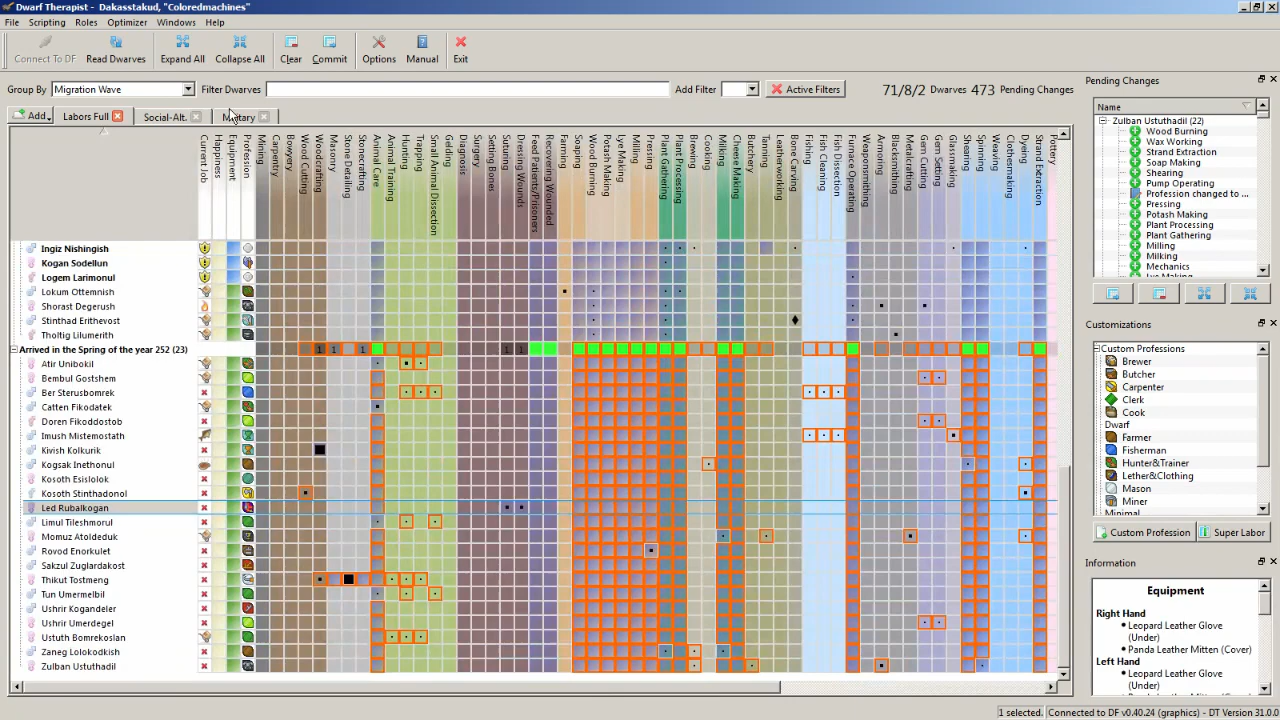 Dwarf Therapist - Dakasstakud, "Coloredmachines"
File Scripting Roles Optimizer Windows Help
Connect To DF Read Dwarves Expand All Collapse All Clear Commit Options Manual Exit
Group By Migration Wave Filter Dwarves Add Filter Active Filters 71/8/2 Dwarves 473 Pending Changes
Add Labors Full Social-Alt. Military
Current Job
Happiness
Equipment
Profession
Mining
Carpentry
Bowyery
Wood Cutting
Woodcrafting
Masonry
Stone Detailing
Stonecrafting
Animal Care
Animal Training
Hunting
Trapping
Small Animal Dissection
Gelding
Diagnosis
Surgery
Setting Bones
Suturing
Dressing Wounds
Feed Patients/Prisoners
Recovering Wounded
Farming
Soaping
Wood Burning
Potash Making
Lye Making
Milling
Pressing
Plant Gathering
Plant Processing
Brewing
Cooking
Milking
Cheese Making
Butchery
Tanning
Leatherworking
Bone Carving
Fishing
Fish Cleaning
Fish Dissection
Furnace Operating
Weaponsmithing
Armoring
Blacksmithing
Metalcrafting
Gem Cutting
Gem Setting
Glassmaking
Shearing
Spinning
Weaving
Dyeing
Clothesmaking
Strand Extraction
Pottery
Ingiz Nishingish
Kogan Sodellun
Logem Larimonul
Lokum Ottemnish
Shorast Degerush
Stinthad Erithevost
Tholtig Lilumerith
Arrived in the Spring of the year 252 (23) 1 1 1 1 1
Atir Unibokil
Bembul Gostshem
Ber Sterusbomrek
Catten Fikodatek
Doren Fikoddostob
Imush Mistemostath
Kivish Kolkurik
Kogsak Inethonul
Kosoth Esislolok
Kosoth Stinthadonol
Led Rubalkogan
Limul Tileshmorul
Momuz Atoldeduk
Rovod Enorkulet
Sakzul Zuglardakost
Thikut Tostmeng
Tun Umermelbil
Ushrir Kogandeler
Ushrir Umerdegel
Ustuth Bomrekoslan
Zaneg Lolokodkish
Zulban Ustuthadil
Pending Changes
Name
Zulban Ustuthadil (22)
Wood Burning
Wax Working
Strand Extraction
Soap Making
Shearing
Pump Operating
Profession changed to ...
Pressing
Potash Making
Plant Processing
Plant Gathering
Milling
Milking
Mechanics
Customizations
Custom Professions
Brewer
Butcher
Carpenter
Clerk
Cook
Dwarf
Farmer
Fisherman
Hunter&Trainer
Lether&Clothing
Mason
Miner
Minimal
Custom Profession Super Labor
Information
Equipment
Right Hand
• Leopard Leather Glove
(Under)
• Panda Leather Mitten (Cover)
Left Hand
• Leopard Leather Glove
(Under)
1 selected. Connected to DF v0.40.24 (graphics) - DT Version 31.0.0